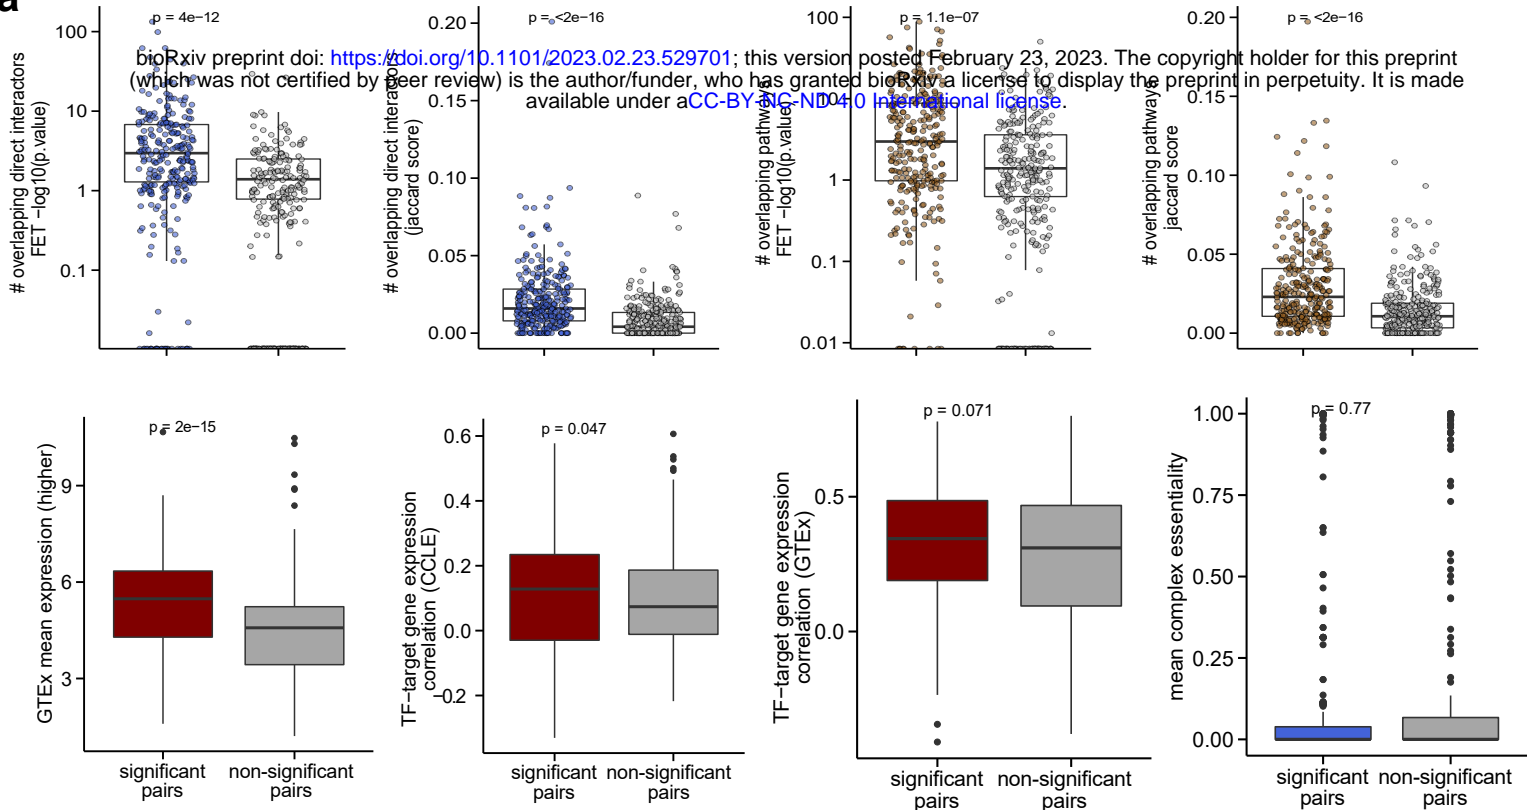 a
p = 4e−12
100
10
1
0.1
# overlapping direct interactors
FET −log10(p.value)
p = <2e−16
0.20
0.15
0.10
0.05
0.00
# overlapping direct interactors
(jaccard score)
p = 1.1e−07
100
10
1
0.1
0.01
# overlapping pathways
FET −log10(p.value)
p = <2e−16
0.20
0.15
0.10
0.05
0.00
# overlapping pathways
jaccard score
bioRxiv preprint doi: https://doi.org/10.1101/2023.02.23.529701; this version posted February 23, 2023. The copyright holder for this preprint
(which was not certified by peer review) is the author/funder, who has granted bioRxiv a license to display the preprint in perpetuity. It is made
available under aCC-BY-NC-ND 4.0 International license.
p = 2e−15
9
6
3
GTEx mean expression (higher)
significant
pairs
non-significant
pairs
p = 0.047
0.6
0.4
0.2
0.0
−0.2
TF−target gene expression
correlation (CCLE)
significant
pairs
non-significant
pairs
p = 0.071
0.5
0.0
TF−target gene expression
correlation (GTEx)
significant
pairs
non-significant
pairs
p = 0.77
1.00
0.75
0.50
0.25
0.00
mean complex essentiality
significant
pairs
non-significant
pairs